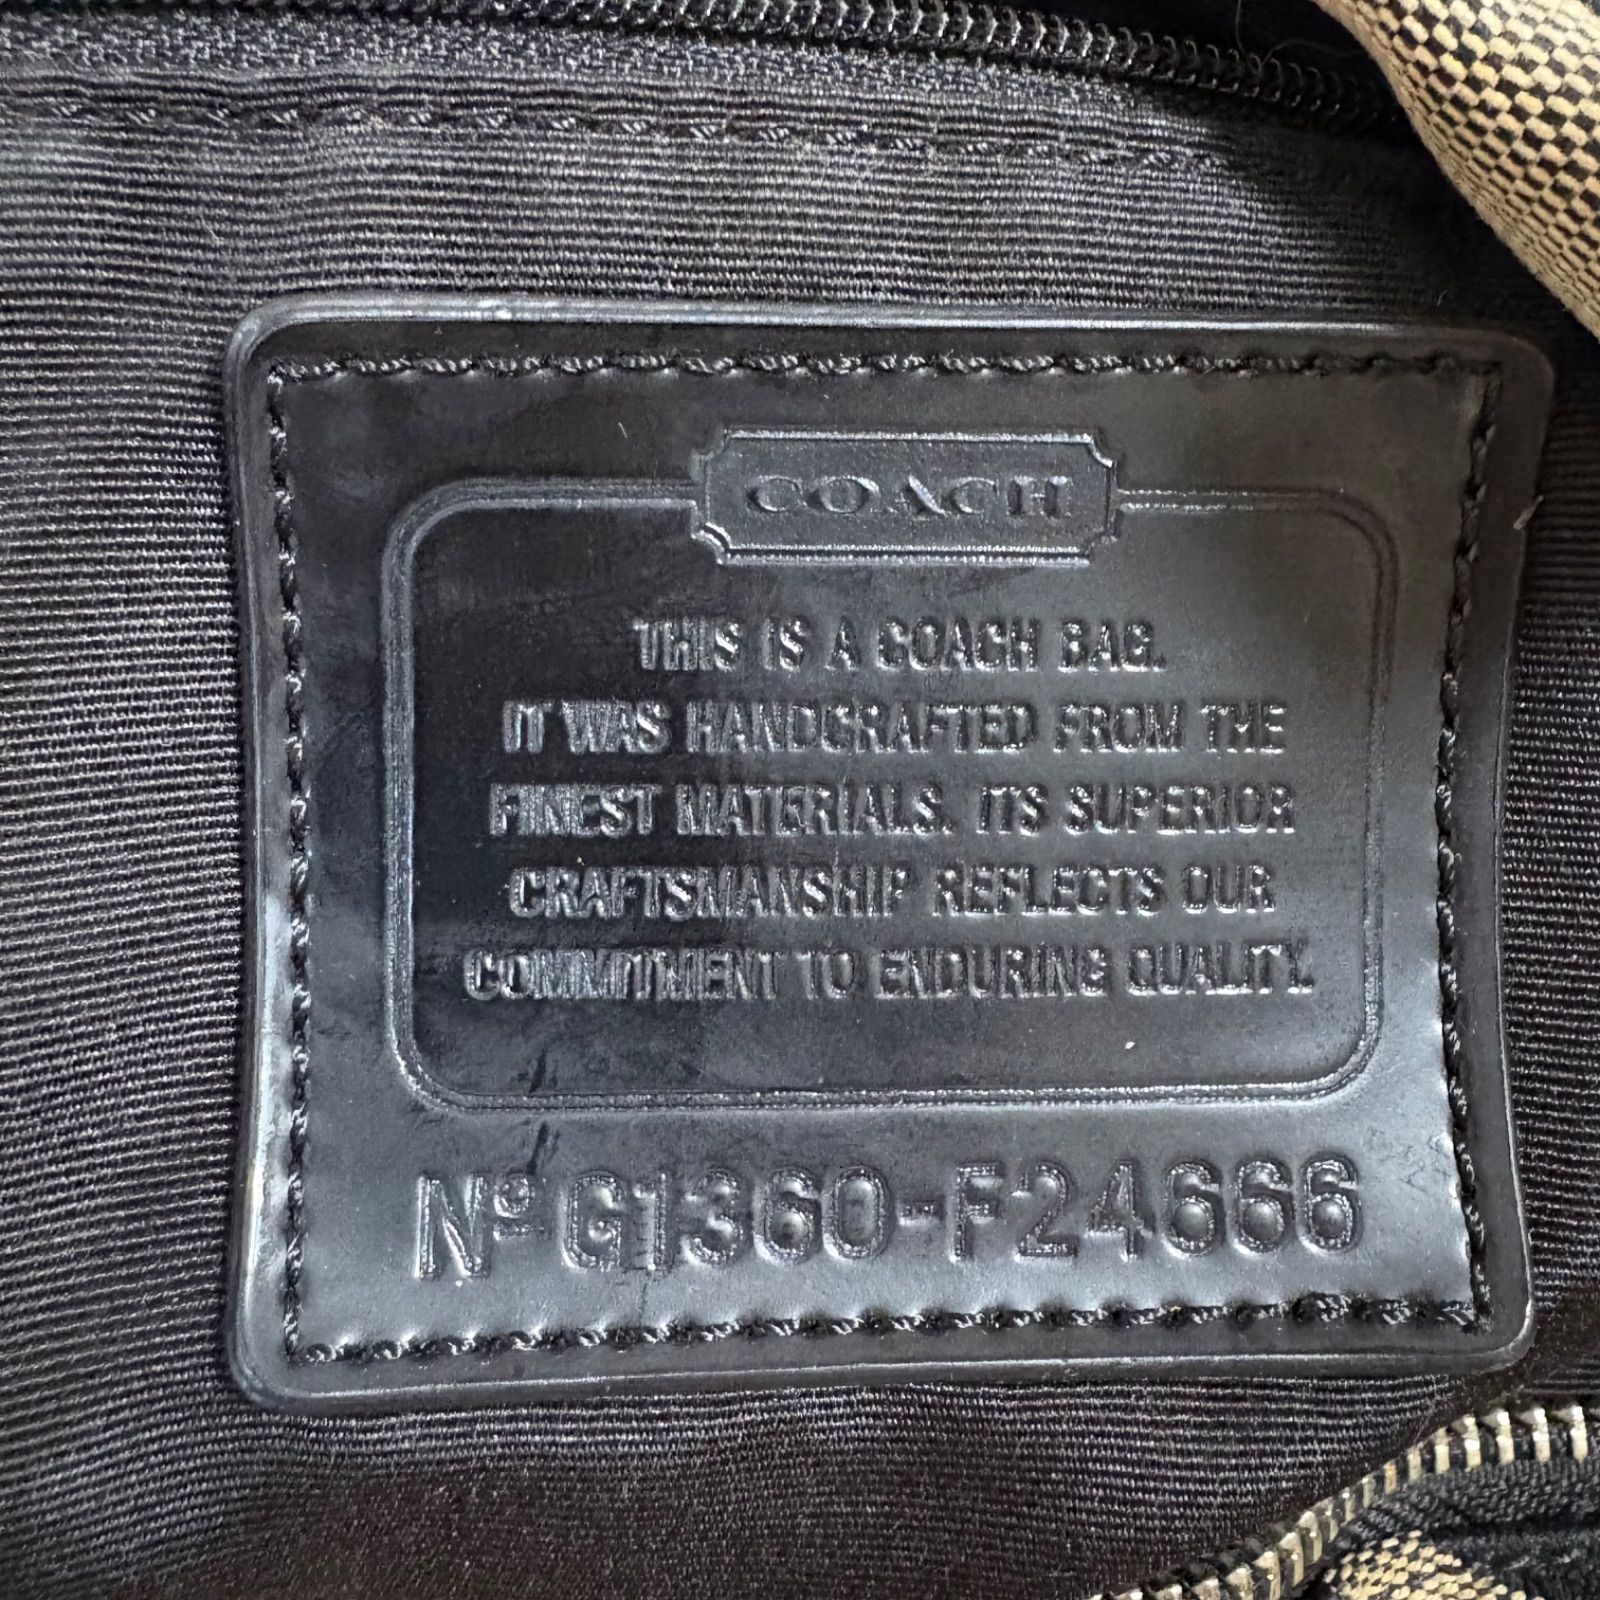 COACH
THIS IS A COACH BAG.
IT WAS HANDCRAFTED FROM THE
FINEST MATERIALS. ITS SUPERIOR
CRAFTSMANSHIP REFLECTS OUR
COMMITMENT TO ENDURING QUALITY.
Nº G1360-F24666